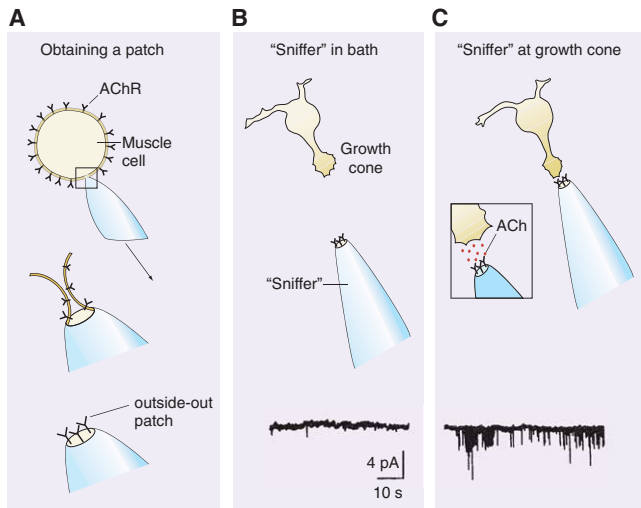 A
Obtaining a patch
AChR
Muscle
cell
outside-out
patch
B
“Sniffer” in bath
Growth
cone
“Sniffer”
4 pA
10 s
C
“Sniffer” at growth cone
ACh